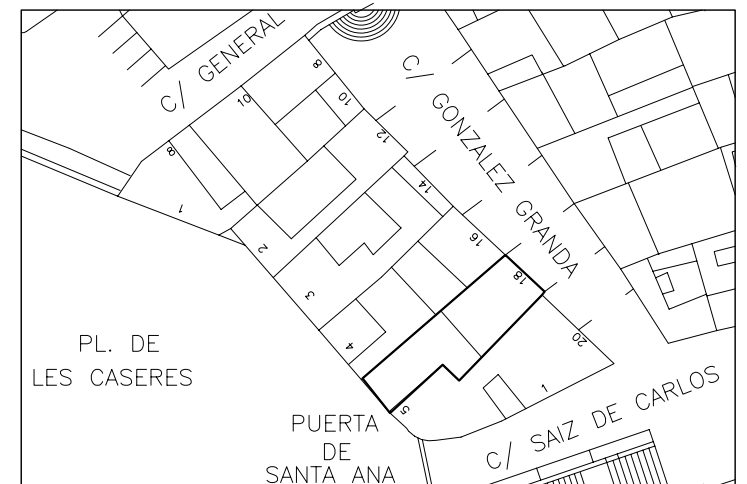 C/ GENERAL
C/ GONZALEZ GRANDA
8
10
10
8
12
1
14
2
16
3
18
4
20
5
1
PL. DE
LES CASERES
PUERTA
DE
SANTA ANA
C/ SAIZ DE CARLOS